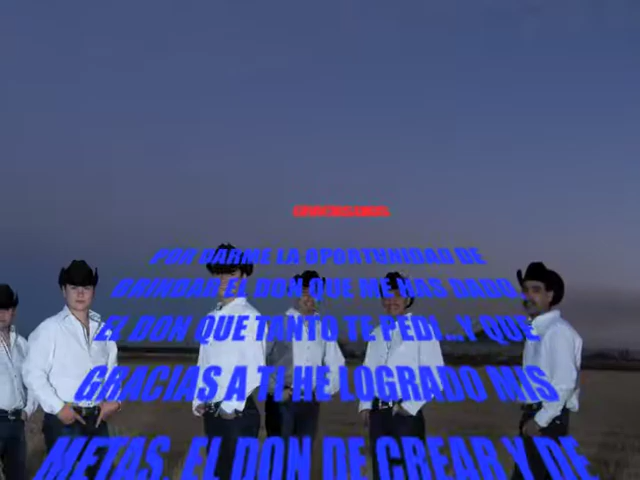 POR DARME LA OPORTUNIDAD DE
BRINDAR EL DON QUE ME HAS DADO.
EL DON QUE TANTO TE PEDI...Y QUE
GRACIAS A TI HE LOGRADO MIS
METAS. EL DON DE CREAR Y DE